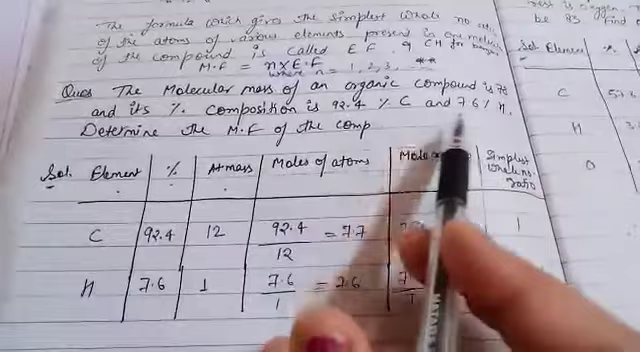 The formula which gives the simplest whole no. ratio
of the atoms of various elements present in one molecule
of the compound is called E.F. of CH for benzene
M.F = n x E.F
where n = 1, 2, 3,
Ques The Molecular mass of an organic compound is 78
and its % composition is 92.4 % C and 7.6 % H.
Determine the M.F of the comp
Sol. Element % At mass Moles of atoms Mole Simplest whole no. ratio
C 92.4 12 92.4/12 = 7.7 1
H 7.6 1 7.6/1 = 7.6
be 93 Find
Sol. Element %
C
H
O